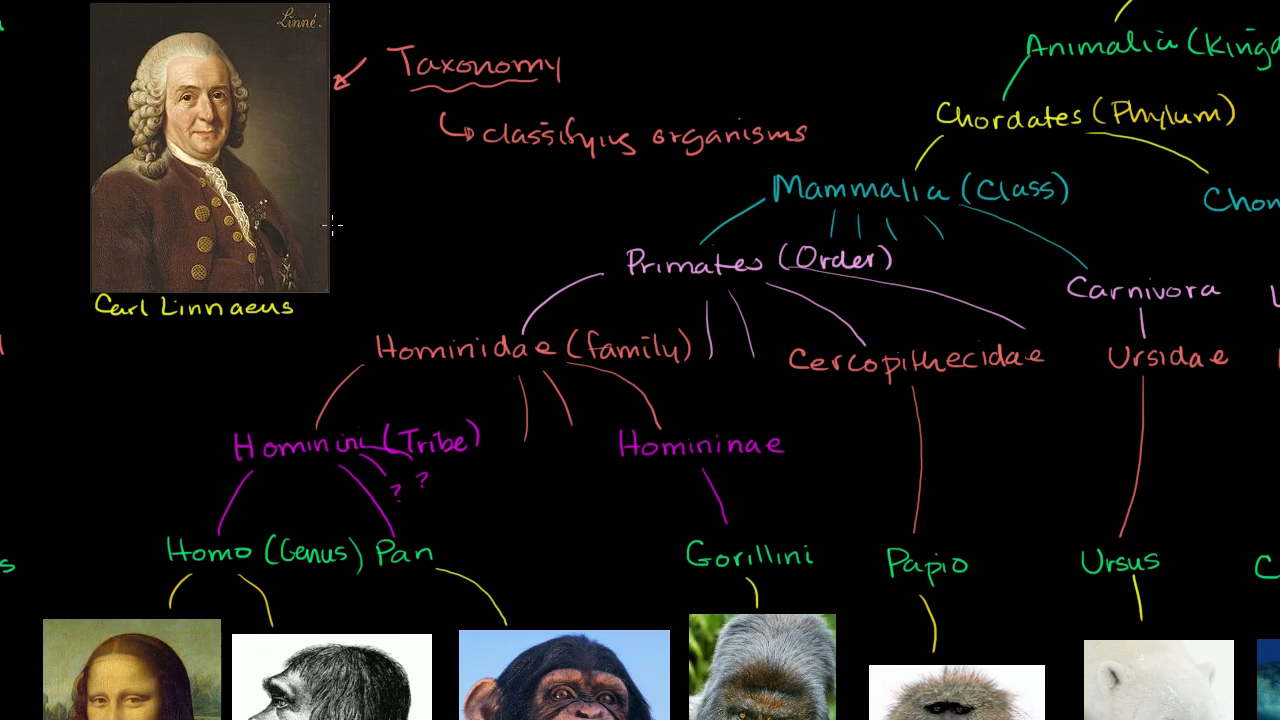 Linné.
Taxonomy
↳ classifying organisms
Carl Linnaeus
Animalia (Kingd
Chordates (Phylum)
Mammalia (Class)
Chon
Primates (Order)
Carnivora
Hominidae (family)
Cercopithecidae
Ursidae
Hominini (Tribe)
Homininae
? ?
Homo (Genus) Pan
Gorillini
Papio
Ursus
C
s